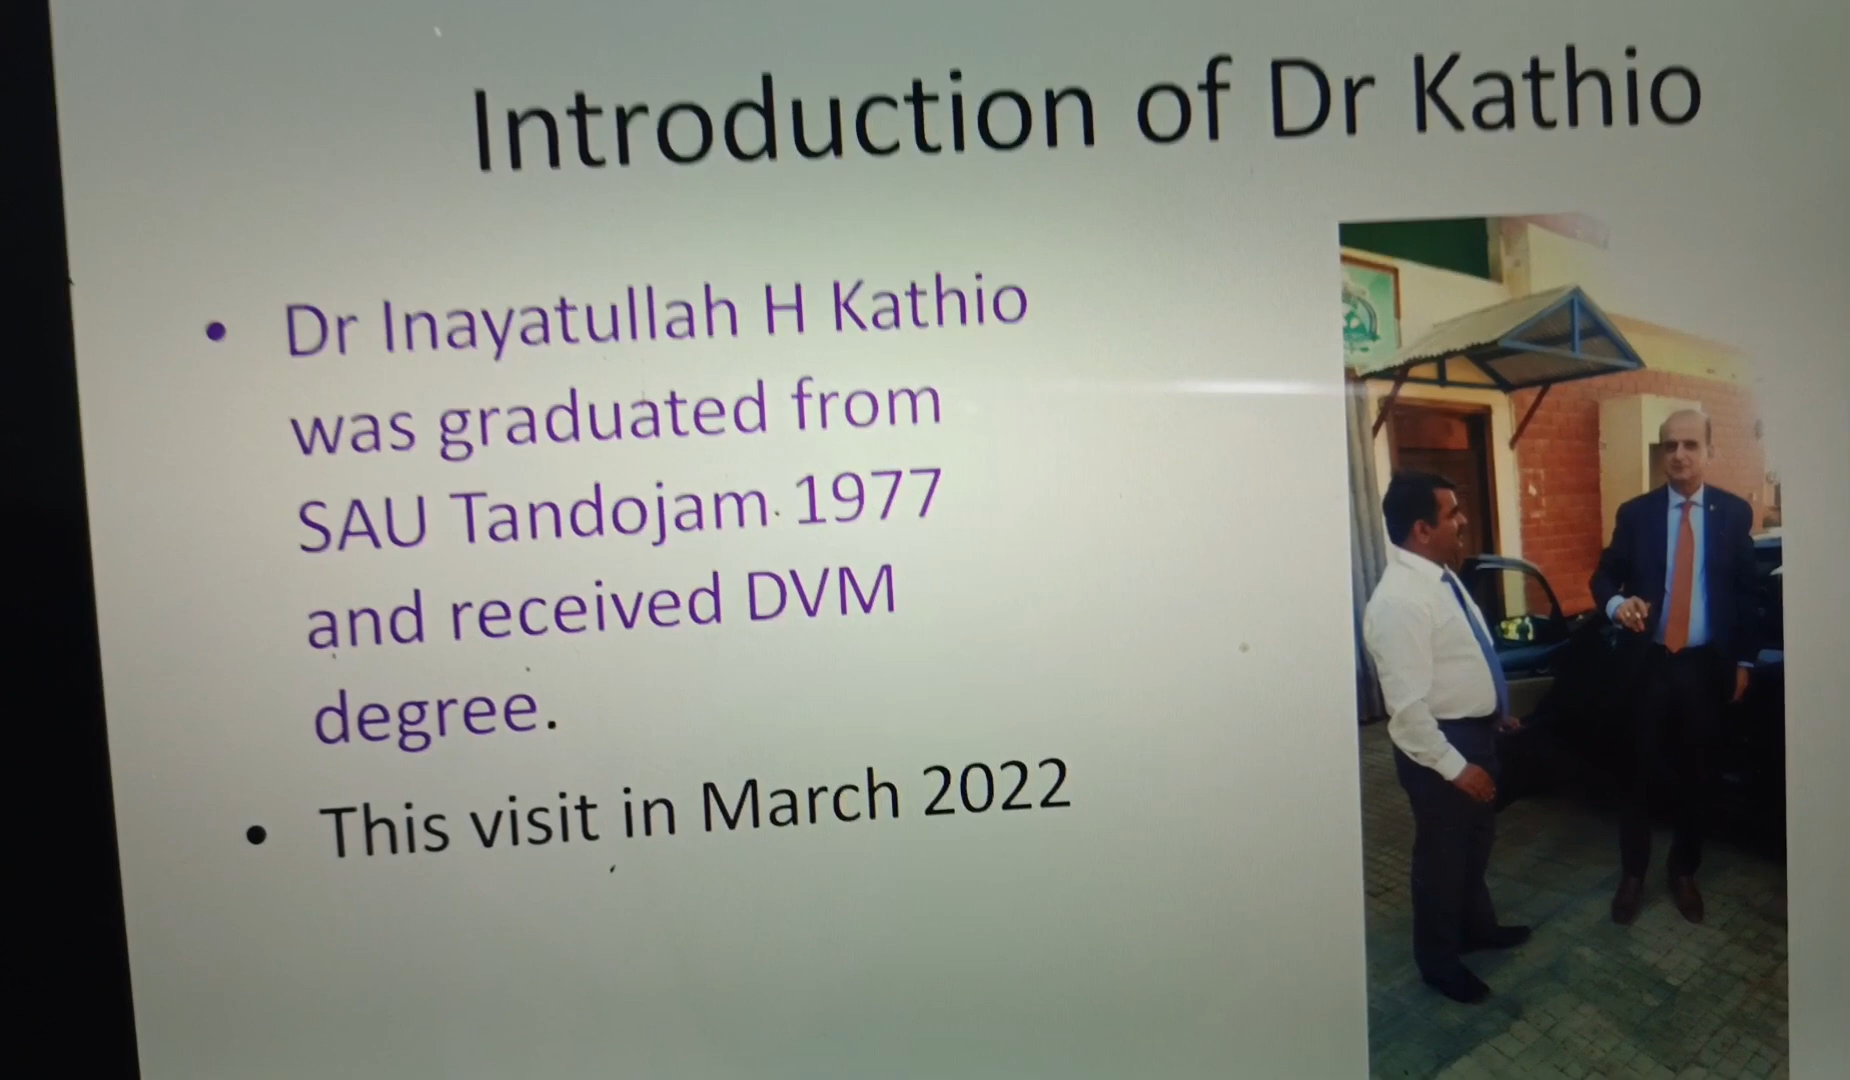 Introduction of Dr Kathio
• Dr Inayatullah H Kathio
was graduated from
SAU Tandojam 1977
and received DVM
degree.
• This visit in March 2022